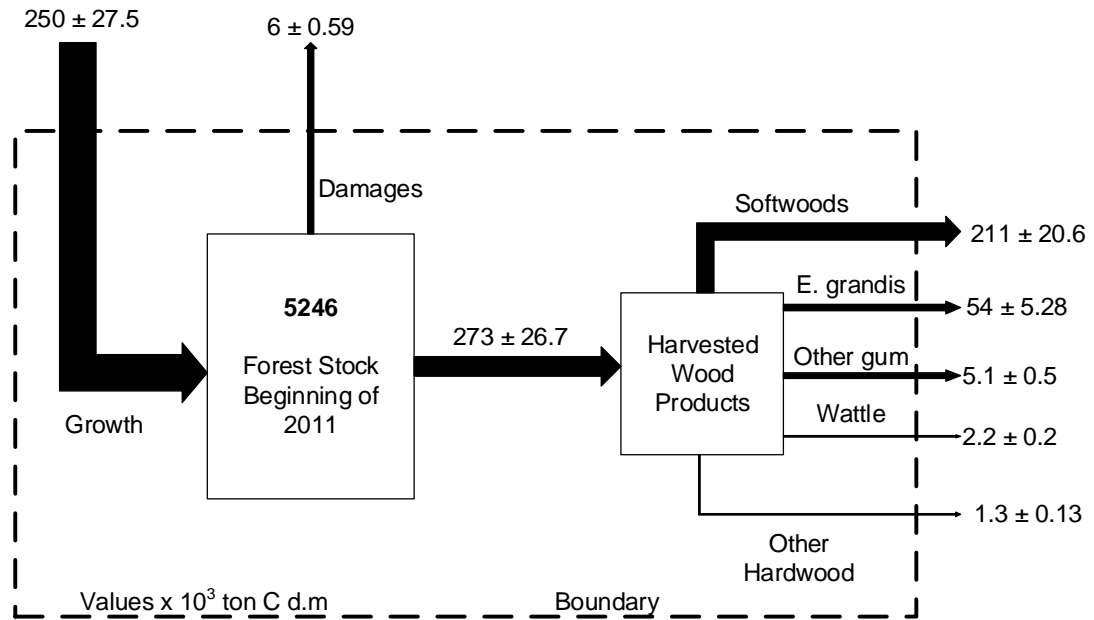 250 ± 27.5
6 ± 0.59
Damages
Softwoods
211 ± 20.6
E. grandis
54 ± 5.28
5246
Forest Stock
Beginning of
2011
273 ± 26.7
Harvested
Wood
Products
Other gum
5.1 ± 0.5
Wattle
2.2 ± 0.2
Growth
1.3 ± 0.13
Other
Hardwood
Values x 10³ ton C d.m
Boundary